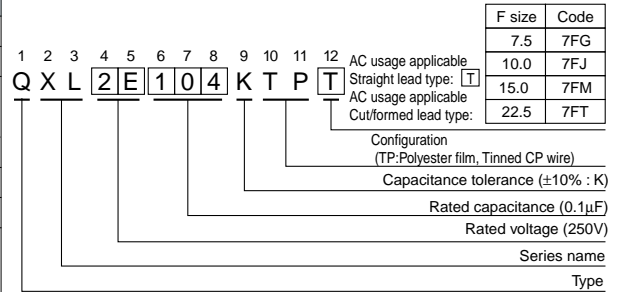 F size Code
7.5 7FG
10.0 7FJ
15.0 7FM
22.5 7FT
1 2 3 4 5 6 7 8 9 10 11 12
Q X L 2 E 1 0 4 K T P T
AC usage applicable
Straight lead type: T
AC usage applicable
Cut/formed lead type:
Configuration
(TP:Polyester film, Tinned CP wire)
Capacitance tolerance (±10% : K)
Rated capacitance (0.1µF)
Rated voltage (250V)
Series name
Type